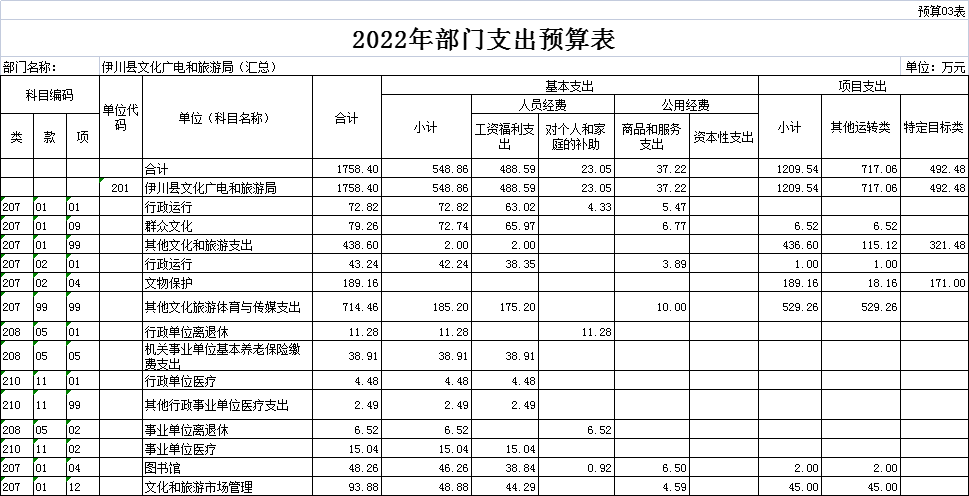 预算03表
2022年部门支出预算表
部门名称: 伊川县文化广电和旅游局（汇总） 单位：万元
科目编码 单位代码 单位（科目名称） 合计 基本支出 项目支出
小计 人员经费 公用经费 小计 其他运转类 特定目标类
类 款 项 工资福利支出 对个人和家庭的补助 商品和服务支出 资本性支出
合计 1758.40 548.86 488.59 23.05 37.22 1209.54 717.06 492.48
201 伊川县文化广电和旅游局 1758.40 548.86 488.59 23.05 37.22 1209.54 717.06 492.48
207 01 01 行政运行 72.82 72.82 63.02 4.33 5.47
207 01 09 群众文化 79.26 72.74 65.97 6.77 6.52 6.52
207 01 99 其他文化和旅游支出 438.60 2.00 2.00 436.60 115.12 321.48
207 02 01 行政运行 43.24 42.24 38.35 3.89 1.00 1.00
207 02 04 文物保护 189.16 189.16 18.16 171.00
207 99 99 其他文化旅游体育与传媒支出 714.46 185.20 175.20 10.00 529.26 529.26
208 05 01 行政单位离退休 11.28 11.28 11.28
208 05 05 机关事业单位基本养老保险缴费支出 38.91 38.91 38.91
210 11 01 行政单位医疗 4.48 4.48 4.48
210 11 99 其他行政事业单位医疗支出 2.49 2.49 2.49
208 05 02 事业单位离退休 6.52 6.52 6.52
210 11 02 事业单位医疗 15.04 15.04 15.04
207 01 04 图书馆 48.26 46.26 38.84 0.92 6.50 2.00 2.00
207 01 12 文化和旅游市场管理 93.88 48.88 44.29 4.59 45.00 45.00